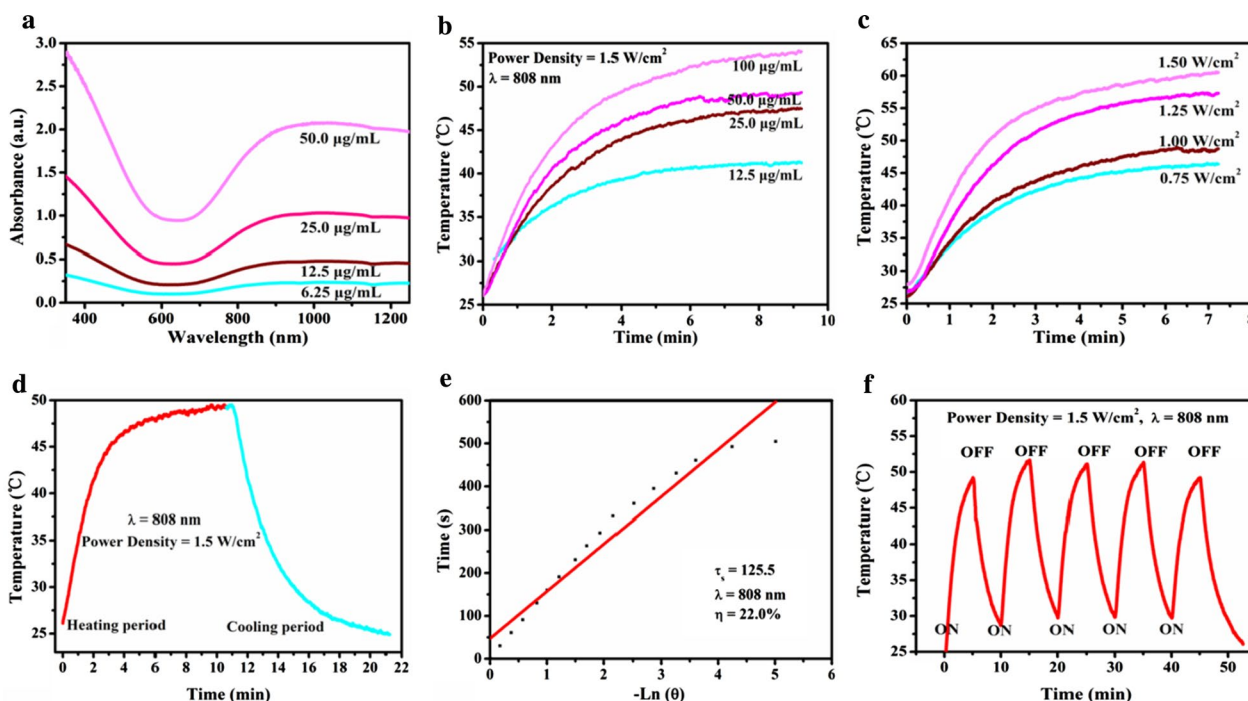 a
3.0
2.5
2.0
1.5
1.0
0.5
0.0
Absorbance (a.u.)
50.0 µg/mL
25.0 µg/mL
12.5 µg/mL
6.25 µg/mL
400 600 800 1000 1200
Wavelength (nm)
b
55
50
45
40
35
30
25
Temperature (℃)
Power Density = 1.5 W/cm²
λ = 808 nm
100 µg/mL
50.0 µg/mL
25.0 µg/mL
12.5 µg/mL
0 2 4 6 8 10
Time (min)
c
65
60
55
50
45
40
35
30
25
Temperature (℃)
1.50 W/cm²
1.25 W/cm²
1.00 W/cm²
0.75 W/cm²
0 1 2 3 4 5 6 7 8
Time (min)
d
50
45
40
35
30
25
Temperature (℃)
λ = 808 nm
Power Density = 1.5 W/cm²
Heating period Cooling period
0 2 4 6 8 10 12 14 16 18 20 22
Time (min)
e
600
500
400
300
200
100
0
Time (s)
τs = 125.5
λ = 808 nm
η = 22.0%
0 1 2 3 4 5 6
-Ln (θ)
f
60
55
50
45
40
35
30
25
Temperature (℃)
Power Density = 1.5 W/cm², λ = 808 nm
OFF OFF OFF OFF OFF
ON ON ON ON ON
0 10 20 30 40 50
Time (min)